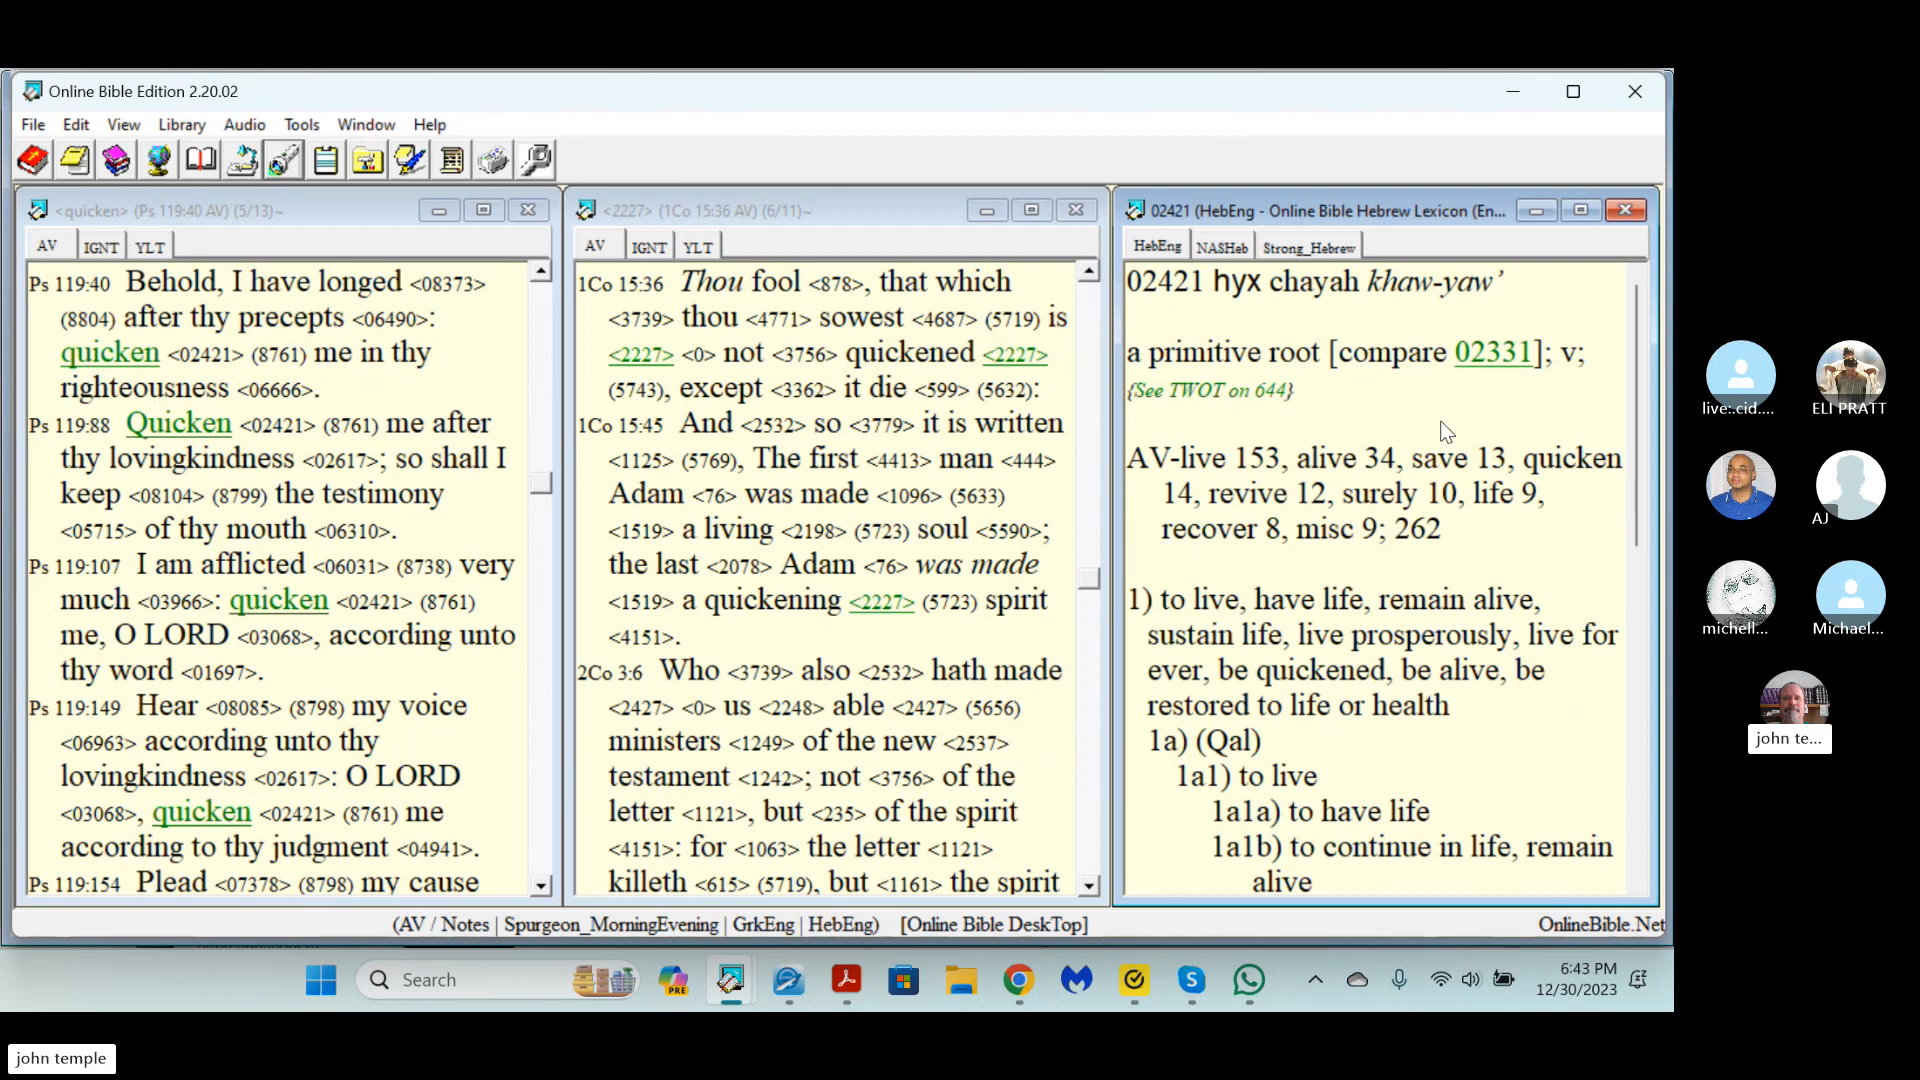 Online Bible Edition 2.20.02
File Edit View Library Audio Tools Window Help
<quicken> (Ps 119:40 AV) (5/13)~
AV IGNT YLT
Ps 119:40 Behold, I have longed <08373>
(8804) after thy precepts <06490>:
quicken <02421> (8761) me in thy
righteousness <06666>.
Ps 119:88 Quicken <02421> (8761) me after
thy lovingkindness <02617>; so shall I
keep <08104> (8799) the testimony
<05715> of thy mouth <06310>.
Ps 119:107 I am afflicted <06031> (8738) very
much <03966>: quicken <02421> (8761)
me, O LORD <03068>, according unto
thy word <01697>.
Ps 119:149 Hear <08085> (8798) my voice
<06963> according unto thy
lovingkindness <02617>: O LORD
<03068>, quicken <02421> (8761) me
according to thy judgment <04941>.
Ps 119:154 Plead <07378> (8798) my cause
<2227> (1Co 15:36 AV) (6/11)~
AV IGNT YLT
1Co 15:36 Thou fool <878>, that which
<3739> thou <4771> sowest <4687> (5719) is
<2227> <0> not <3756> quickened <2227>
(5743), except <3362> it die <599> (5632):
1Co 15:45 And <2532> so <3779> it is written
<1125> (5769), The first <4413> man <444>
Adam <76> was made <1096> (5633)
<1519> a living <2198> (5723) soul <5590>;
the last <2078> Adam <76> was made
<1519> a quickening <2227> (5723) spirit
<4151>.
2Co 3:6 Who <3739> also <2532> hath made
<2427> <0> us <2248> able <2427> (5656)
ministers <1249> of the new <2537>
testament <1242>; not <3756> of the
letter <1121>, but <235> of the spirit
<4151>: for <1063> the letter <1121>
killeth <615> (5719), but <1161> the spirit
02421 (HebEng - Online Bible Hebrew Lexicon (En...
HebEng NASHeb Strong_Hebrew
02421 hyx chayah khaw-yaw’
a primitive root [compare 02331]; v;
{See TWOT on 644}
AV-live 153, alive 34, save 13, quicken
14, revive 12, surely 10, life 9,
recover 8, misc 9; 262
1) to live, have life, remain alive,
sustain life, live prosperously, live for
ever, be quickened, be alive, be
restored to life or health
1a) (Qal)
1a1) to live
1a1a) to have life
1a1b) to continue in life, remain
alive
(AV / Notes | Spurgeon_MorningEvening | GrkEng | HebEng) [Online Bible DeskTop]
OnlineBible.Net
Search
PRE
6:43 PM
12/30/2023
live:.cid....
ELI PRATT
AJ
michell...
Michael...
john te...
john temple